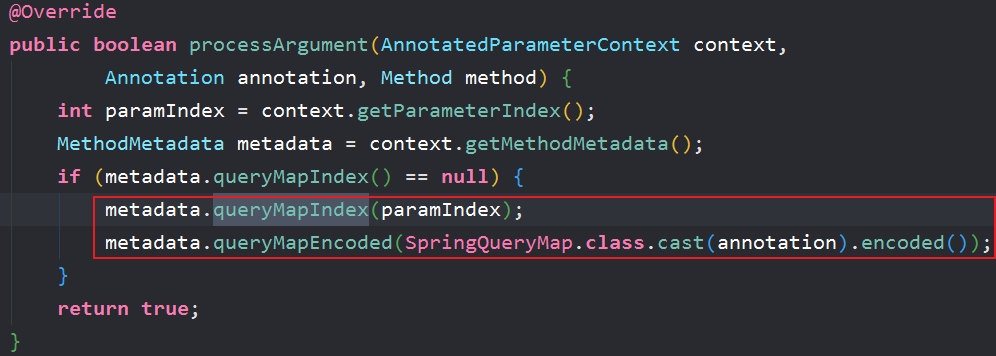 @Override
public boolean processArgument(AnnotatedParameterContext context,
        Annotation annotation, Method method) {
    int paramIndex = context.getParameterIndex();
    MethodMetadata metadata = context.getMethodMetadata();
    if (metadata.queryMapIndex() == null) {
        metadata.queryMapIndex(paramIndex);
        metadata.queryMapEncoded(SpringQueryMap.class.cast(annotation).encoded());
    }
    return true;
}